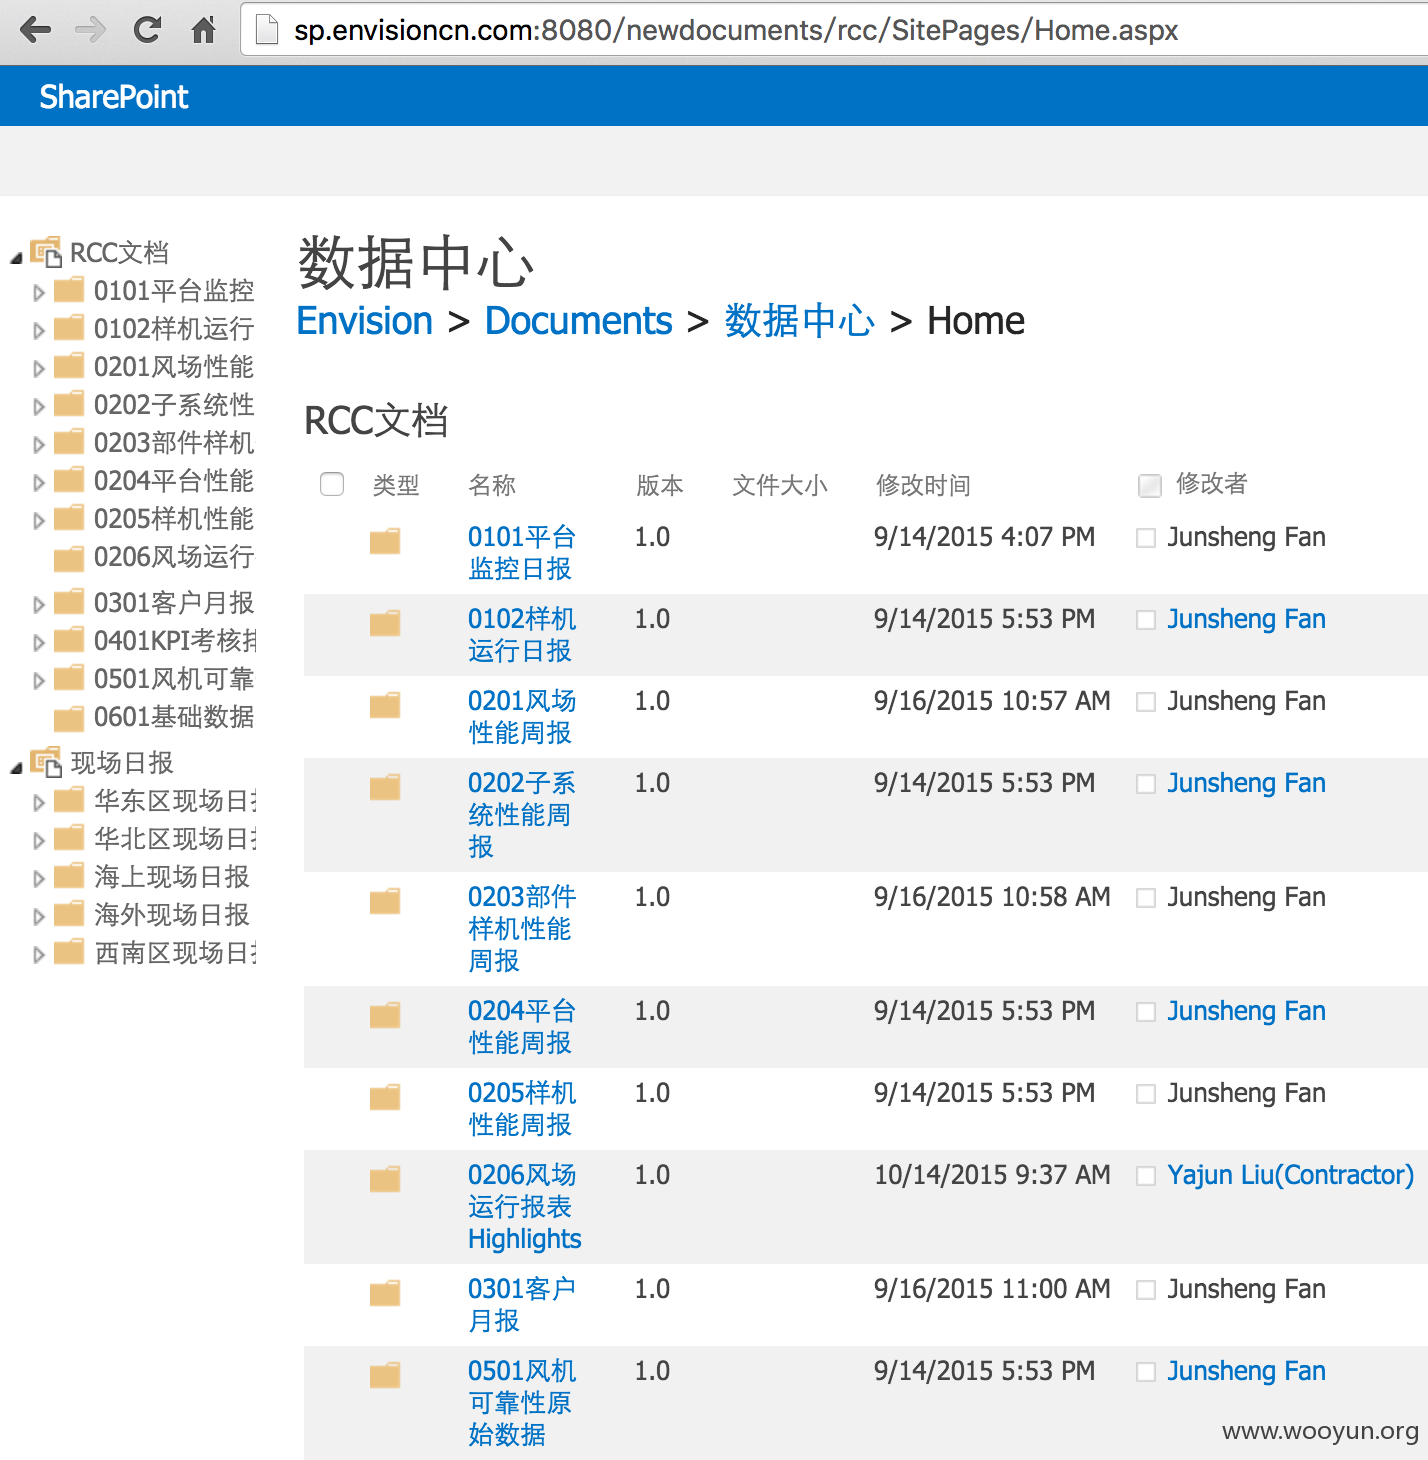 sp.envisioncn.com:8080/newdocuments/rcc/SitePages/Home.aspx
SharePoint
RCC文档
0101平台监控
0102样机运行
0201风场性能
0202子系统性
0203部件样机
0204平台性能
0205样机性能
0206风场运行
0301客户月报
0401KPI考核排
0501风机可靠
0601基础数据
现场日报
华东区现场日报
华北区现场日报
海上现场日报
海外现场日报
西南区现场日报
数据中心
Envision > Documents > 数据中心 > Home
RCC文档
类型 名称 版本 文件大小 修改时间 修改者
0101平台 1.0 9/14/2015 4:07 PM Junsheng Fan
监控日报
0102样机 1.0 9/14/2015 5:53 PM Junsheng Fan
运行日报
0201风场 1.0 9/16/2015 10:57 AM Junsheng Fan
性能周报
0202子系 1.0 9/14/2015 5:53 PM Junsheng Fan
统性能周
报
0203部件 1.0 9/16/2015 10:58 AM Junsheng Fan
样机性能
周报
0204平台 1.0 9/14/2015 5:53 PM Junsheng Fan
性能周报
0205样机 1.0 9/14/2015 5:53 PM Junsheng Fan
性能周报
0206风场 1.0 10/14/2015 9:37 AM Yajun Liu(Contractor)
运行报表
Highlights
0301客户 1.0 9/16/2015 11:00 AM Junsheng Fan
月报
0501风机 1.0 9/14/2015 5:53 PM Junsheng Fan
可靠性原
始数据
www.wooyun.org